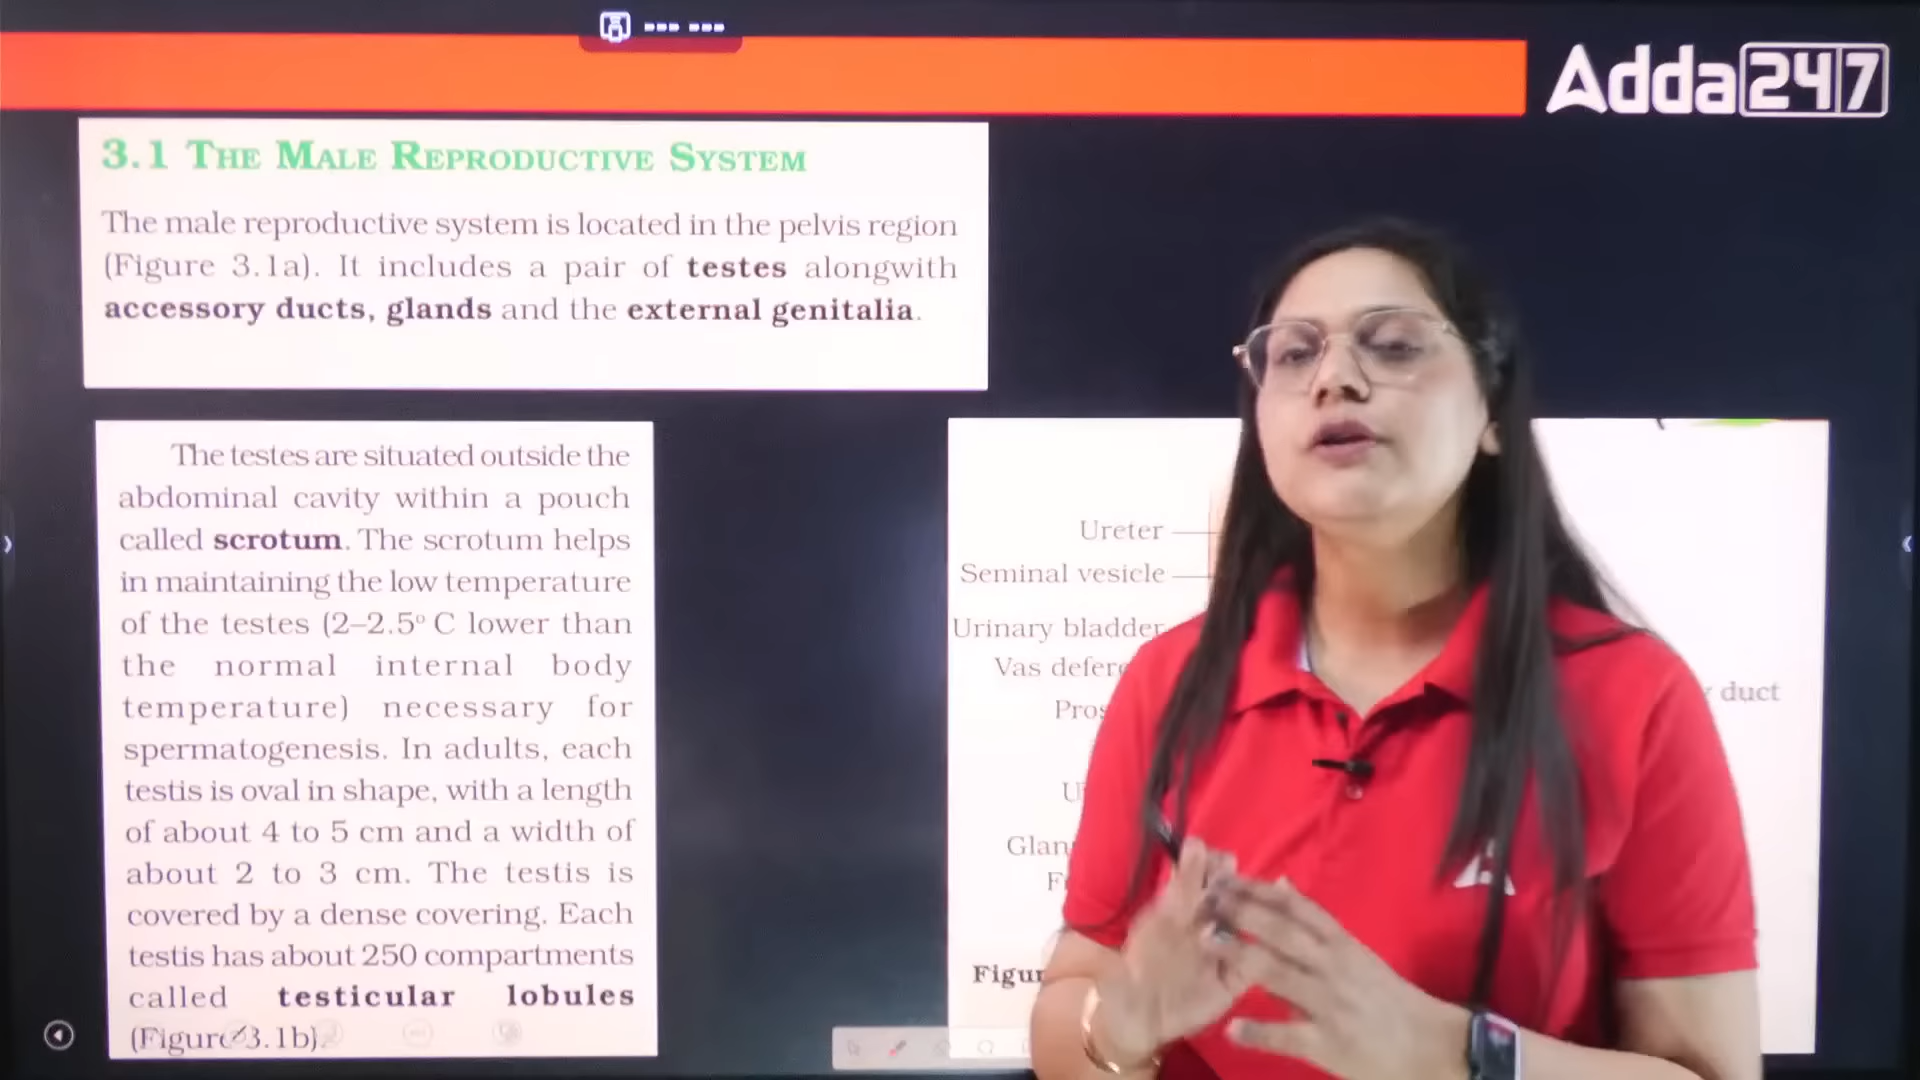 Adda247
3.1 THE MALE REPRODUCTIVE SYSTEM
The male reproductive system is located in the pelvis region
(Figure 3.1a). It includes a pair of testes alongwith
accessory ducts, glands and the external genitalia.
The testes are situated outside the
abdominal cavity within a pouch
called scrotum. The scrotum helps
in maintaining the low temperature
of the testes (2–2.5° C lower than
the normal internal body
temperature) necessary for
spermatogenesis. In adults, each
testis is oval in shape, with a length
of about 4 to 5 cm and a width of
about 2 to 3 cm. The testis is
covered by a dense covering. Each
testis has about 250 compartments
called testicular lobules
(Figure 3.1b).
Ureter
Seminal vesicle
Urinary bladder
Vas
duct